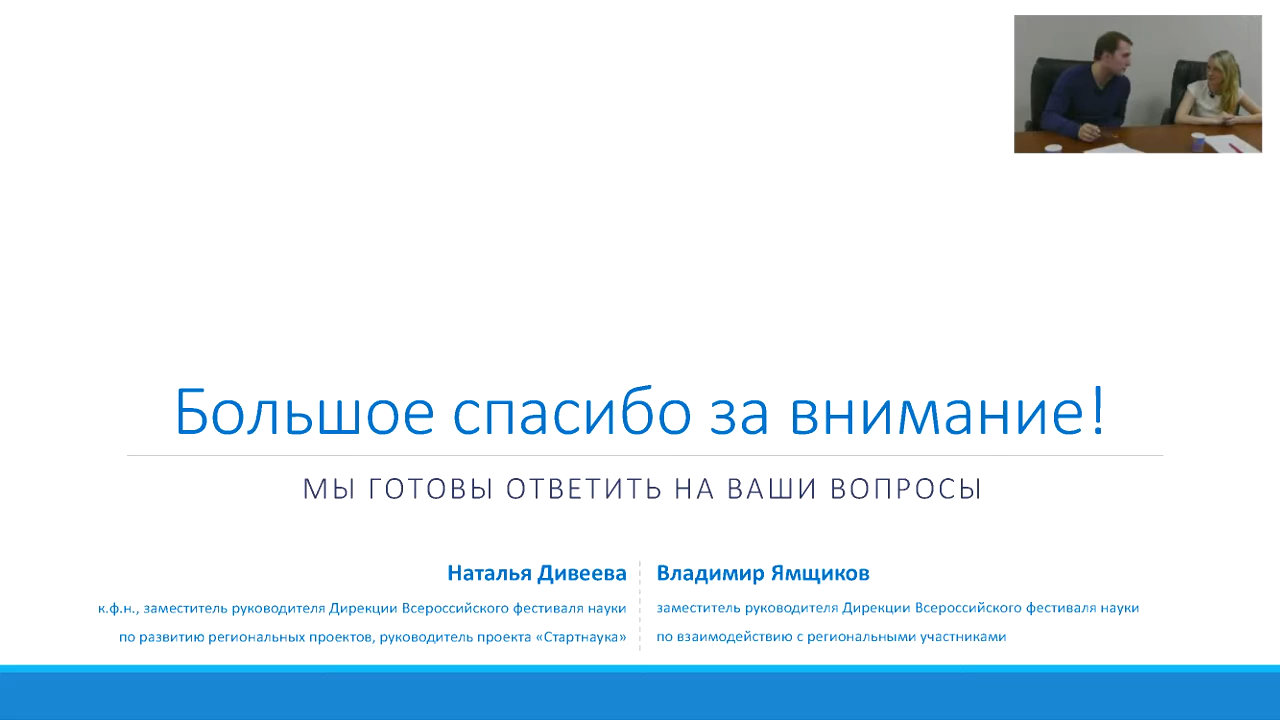 Большое спасибо за внимание!
МЫ ГОТОВЫ ОТВЕТИТЬ НА ВАШИ ВОПРОСЫ
Наталья Дивеева
к.ф.н., заместитель руководителя Дирекции Всероссийского фестиваля науки
по развитию региональных проектов, руководитель проекта «Стартнаука»
Владимир Ямщиков
заместитель руководителя Дирекции Всероссийского фестиваля науки
по взаимодействию с региональными участниками